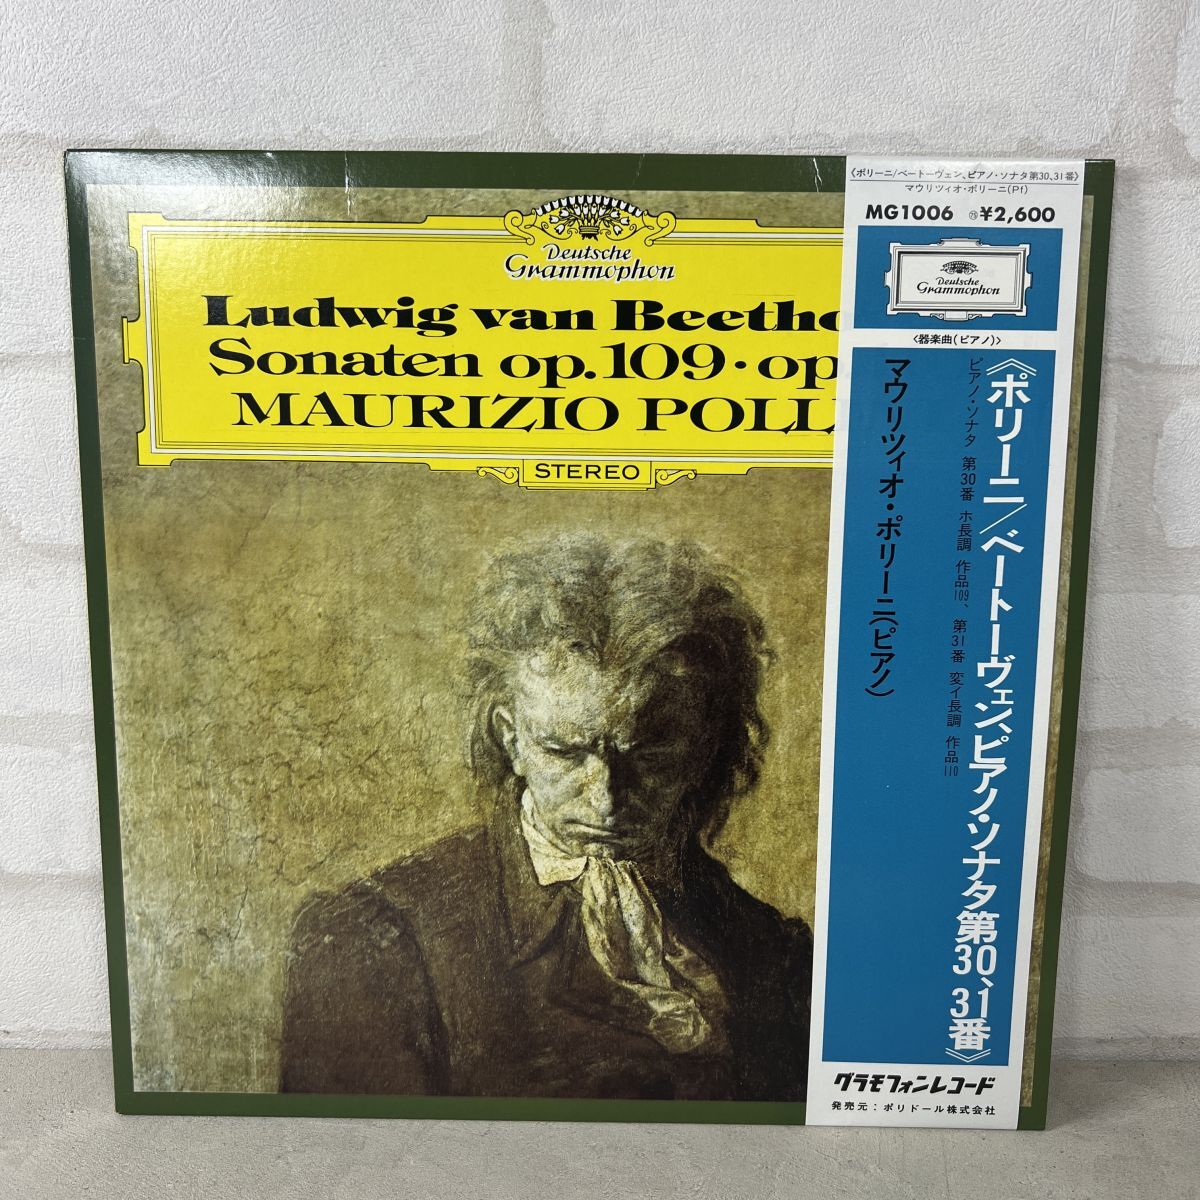 Deutsche
Grammophon
Ludwig van Beetho
Sonaten op.109・op
MAURIZIO POLL
STEREO
《ポリーニ/ベートーヴェン、ピアノ・ソナタ第30、31番》
マウリツィオ・ポリーニ(Pf)
MG1006 ㊄¥2,600
Deutsche
Grammophon
〈器楽曲(ピアノ)〉
《ポリーニ/ベートーヴェン、ピアノ・ソナタ第30、31番》
ピアノ・ソナタ 第30番 ホ長調 作品109、第31番 変イ長調 作品110
マウリツィオ・ポリーニ(ピアノ)
グラモフォンレコード
発売元：ポリドール株式会社